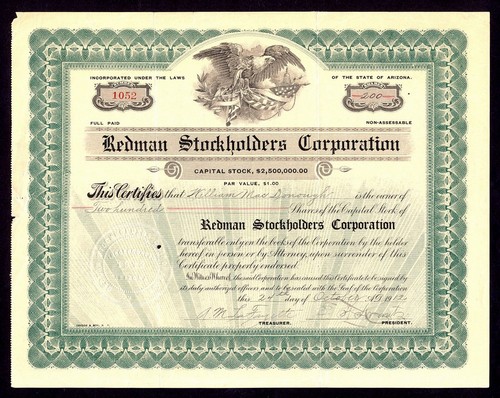 INCORPORATED UNDER THE LAWS OF THE STATE OF ARIZONA.
NUMBER SHARES
1052 200
FULL PAID NON-ASSESSABLE
Redman Stockholders Corporation
CAPITAL STOCK, $2,500,000.00
PAR VALUE, $1.00
This Certifies that William MacDonough is the owner of
Two hundred Shares of the Capital Stock of
Redman Stockholders Corporation
transferable only on the books of the Corporation by the holder
hereof in person or by Attorney, upon surrender of this
Certificate properly endorsed.
In Witness Whereof, the said Corporation has caused this Certificate to be signed by
its duly authorized officers and to be sealed with the Seal of the Corporation
this 24th day of October
TREASURER. PRESIDENT.